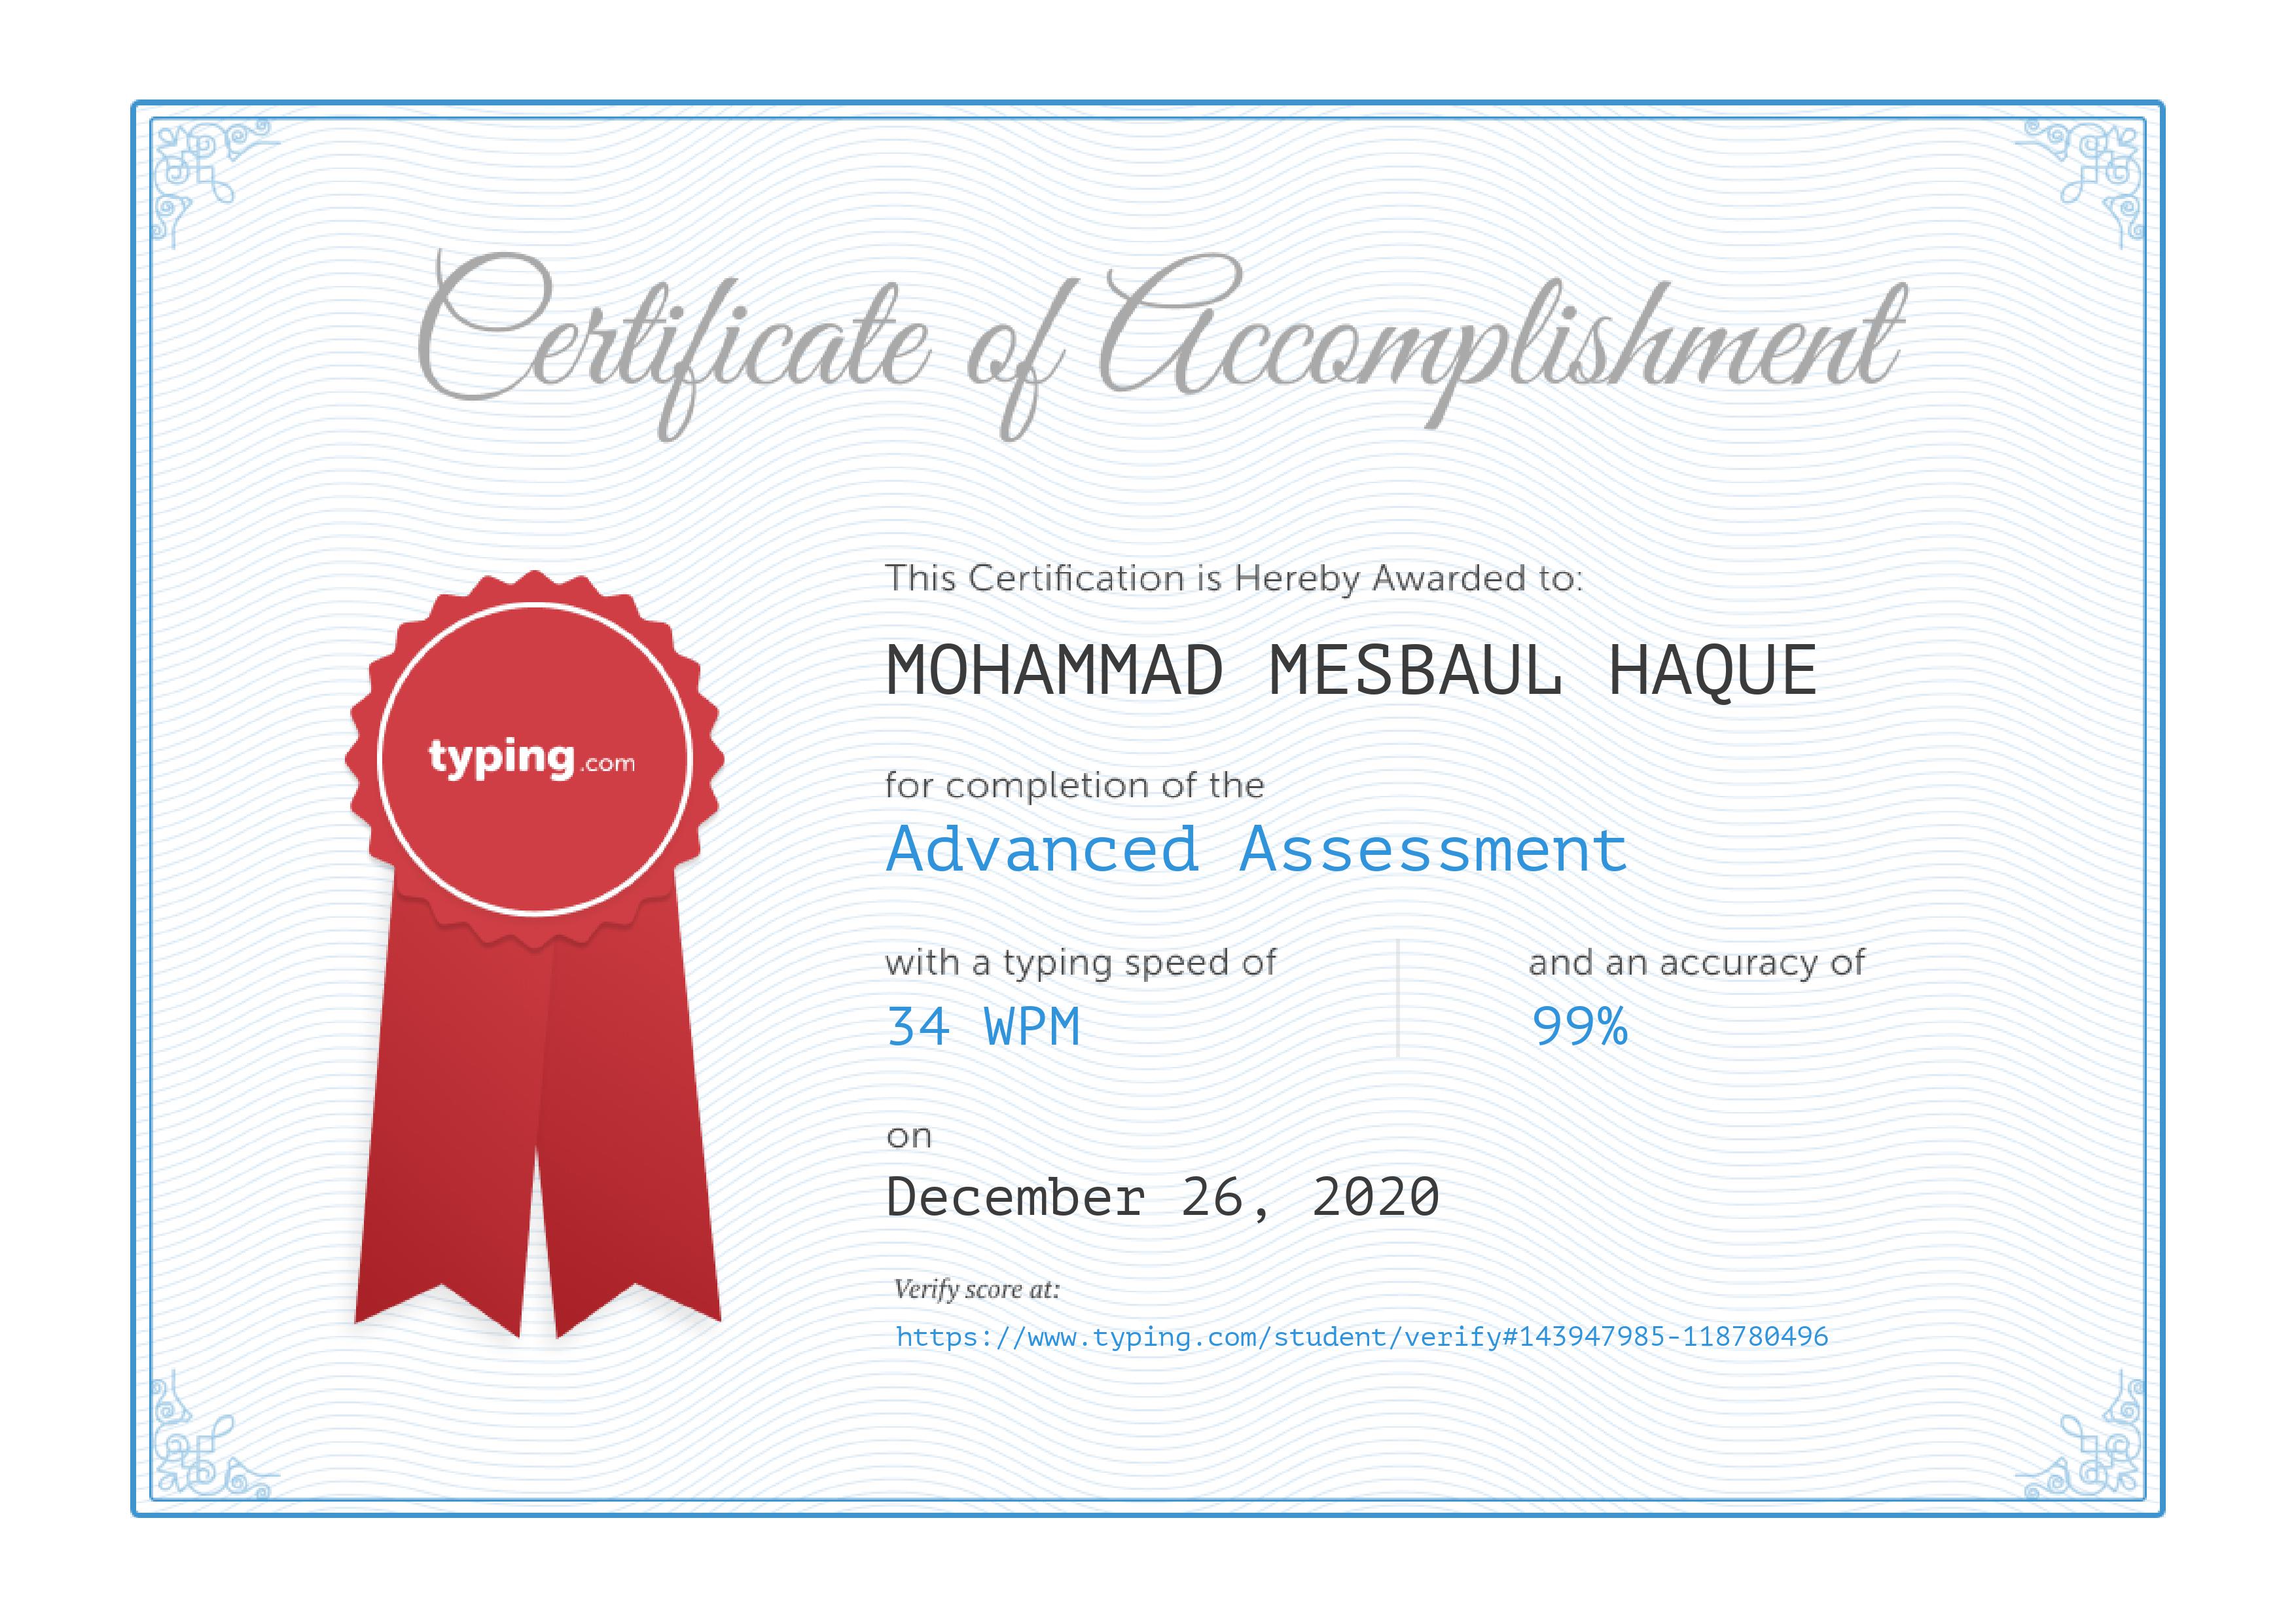 Certificate of Accomplishment
typing.com
This Certification is Hereby Awarded to:
MOHAMMAD MESBAUL HAQUE
for completion of the
Advanced Assessment
with a typing speed of
34 WPM
and an accuracy of
99%
on
December 26, 2020
Verify score at:
https://www.typing.com/student/verify#143947985-118780496